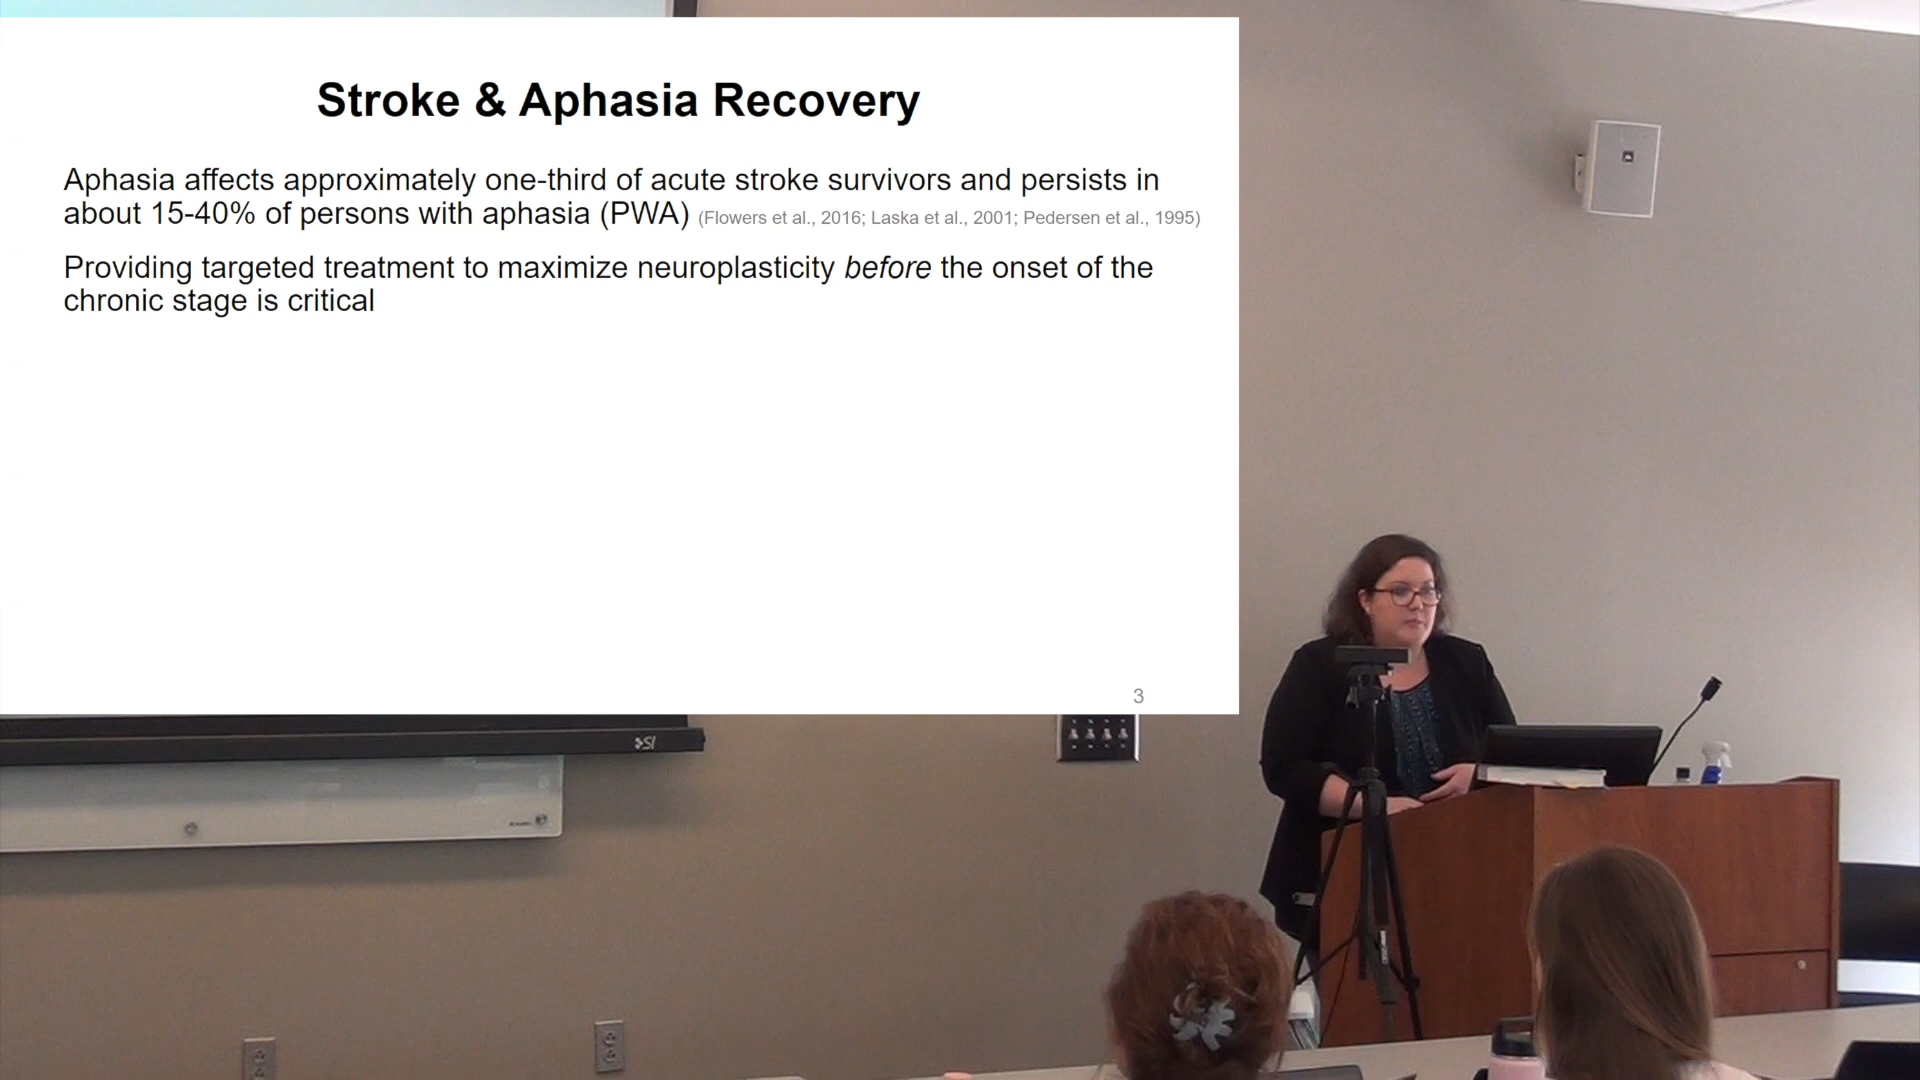 Stroke & Aphasia Recovery
Aphasia affects approximately one-third of acute stroke survivors and persists in
about 15-40% of persons with aphasia (PWA) (Flowers et al., 2016; Laska et al., 2001; Pedersen et al., 1995)
Providing targeted treatment to maximize neuroplasticity before the onset of the
chronic stage is critical
3
SI